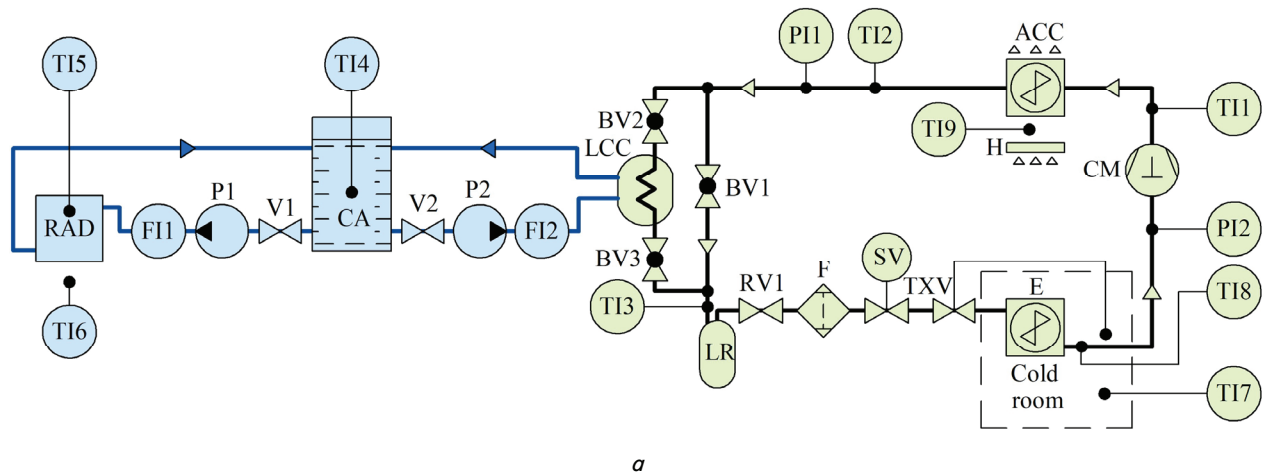 TI5
TI4
PI1
TI2
ACC
TI1
BV2
LCC
TI9
H
CM
BV1
P1
V1
V2
P2
RAD
FI1
CA
FI2
PI2
BV3
RV1
F
SV
TXV
E
TI8
TI3
TI6
LR
Cold
room
TI7
a